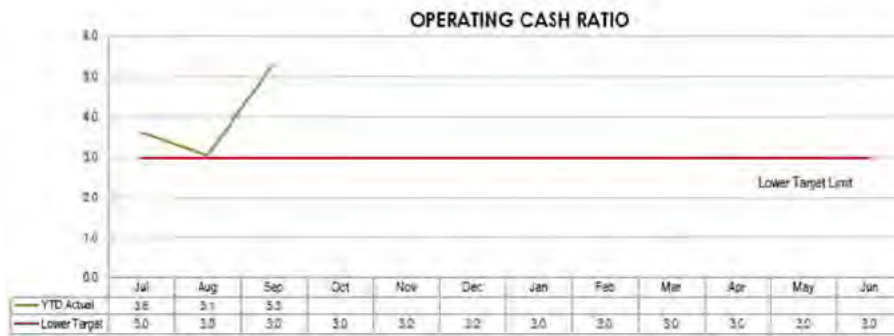 OPERATING CASH RATIO
6.0
5.0
4.0
3.0
2.0
1.0
0.0
Lower Target Limit
Jul Aug Sep Oct Nov Dec Jan Feb Mar Apr May Jun
YTD Actual 3.6 3.1 5.3
Lower Target 3.0 3.0 3.0 3.0 3.0 3.0 3.0 3.0 3.0 3.0 3.0 3.0